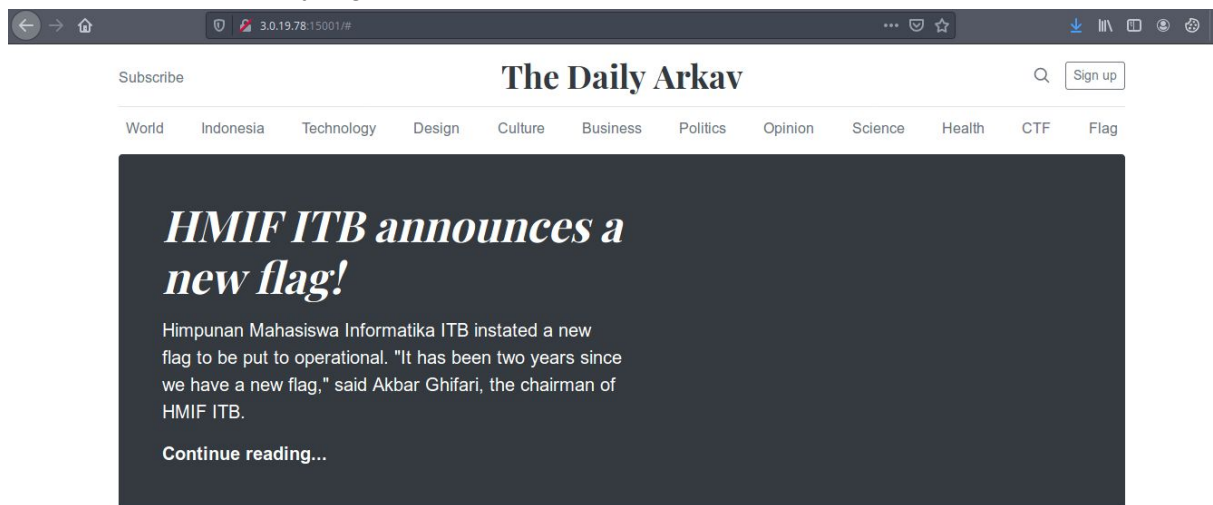 3.0.19.78:15001/#
Subscribe The Daily Arkav Sign up
World Indonesia Technology Design Culture Business Politics Opinion Science Health CTF Flag
HMIF ITB announces a
new flag!
Himpunan Mahasiswa Informatika ITB instated a new
flag to be put to operational. "It has been two years since
we have a new flag," said Akbar Ghifari, the chairman of
HMIF ITB.
Continue reading...